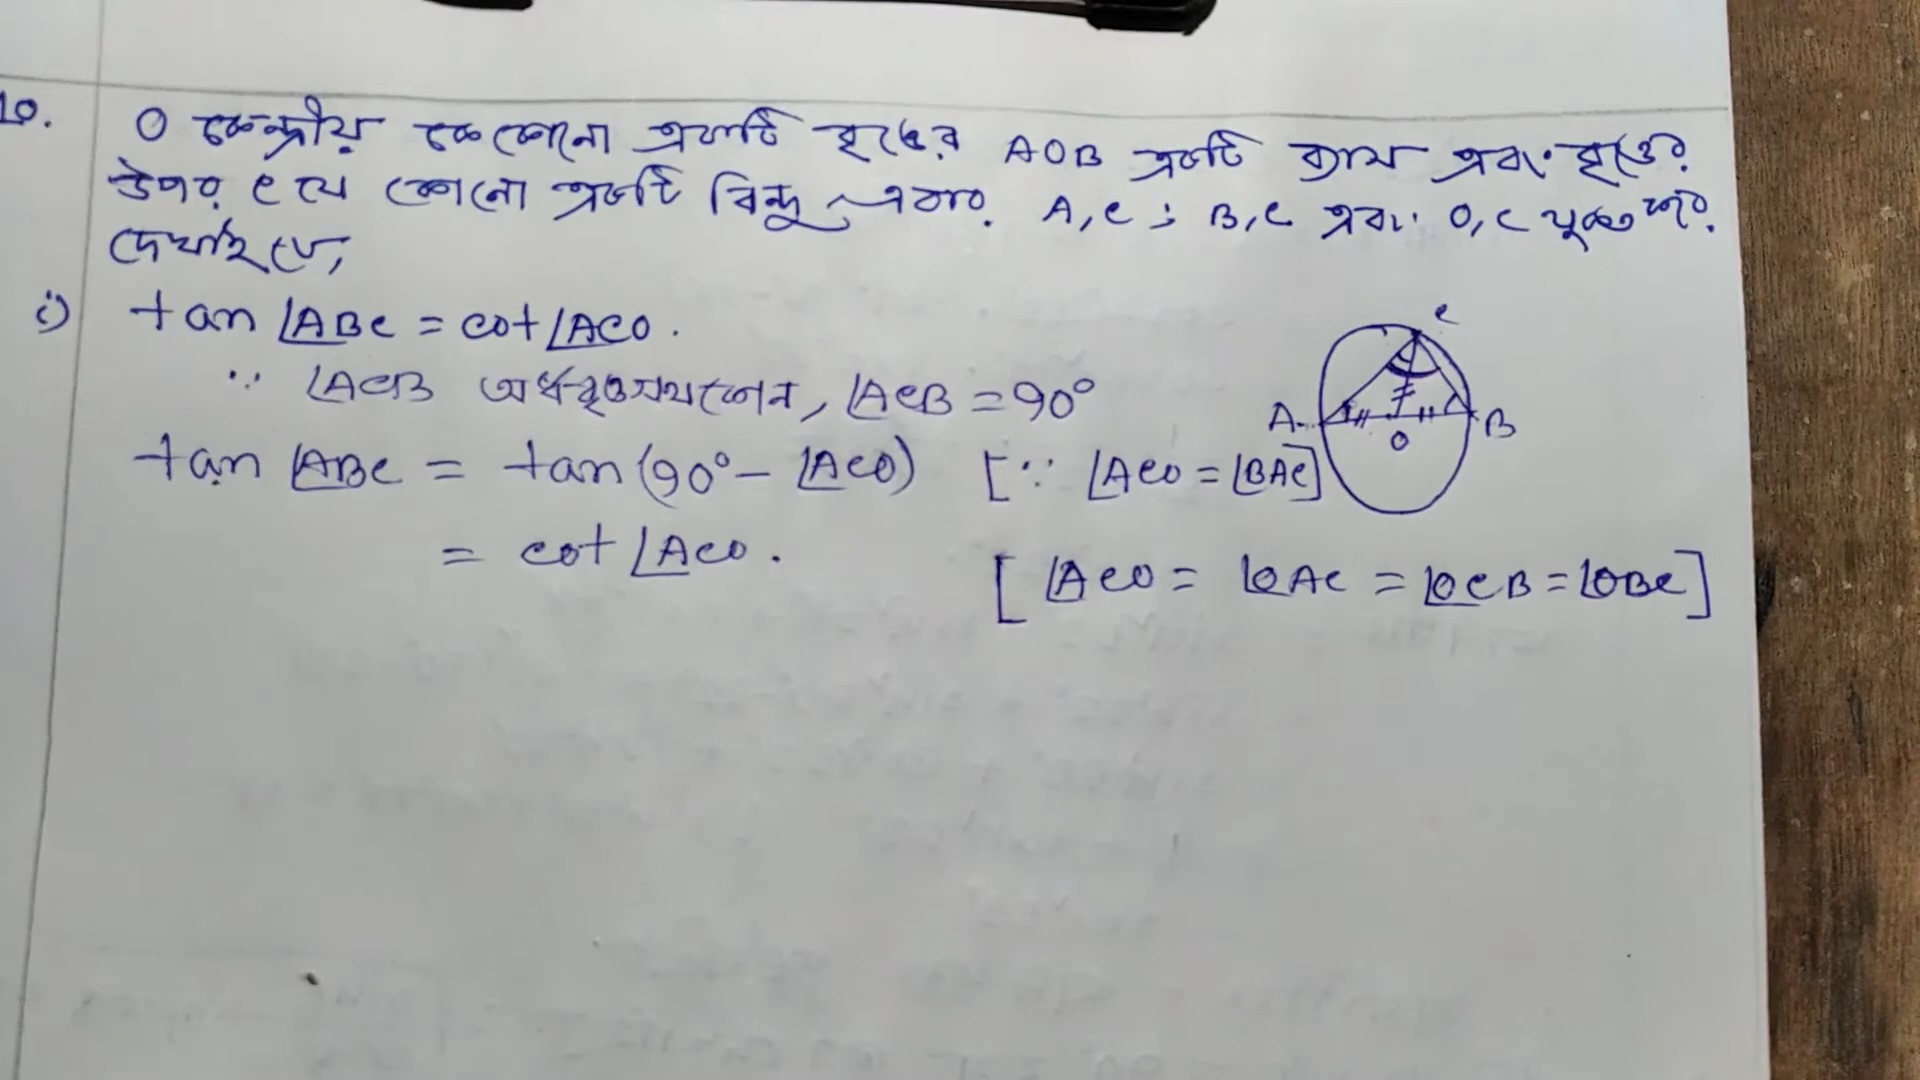 10. O কেন্দ্রীয় যে কোনো একটি বৃত্তের AOB একটি ব্যাস এবং বৃত্তের
উপর C যে কোনো একটি বিন্দু A, C ; B, C এবং O, C যুক্ত করে
দেখাই যে,
i) tan ∠ABC = cot ∠ACO.
∵ ∠ACB অর্ধবৃত্তস্থ কোন, ∠ACB = 90°
tan ∠ABC = tan (90° - ∠ACO) [∵ ∠ACO = ∠BAC]
= cot ∠ACO.
[∠ACO = ∠OAC = ∠OCB = ∠OBC]
C
A
B
O